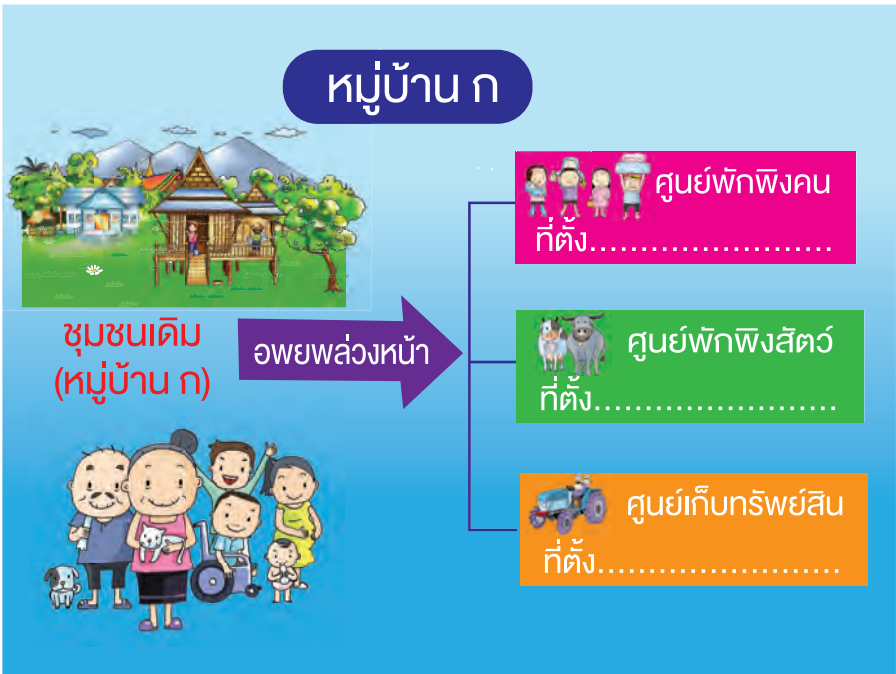 หมู่บ้าน ก
ชุมชนเดิม
(หมู่บ้าน ก)
อพยพล่วงหน้า
ศูนย์พักพิงคน
ที่ตั้ง........................
ศูนย์พักพิงสัตว์
ที่ตั้ง........................
ศูนย์เก็บทรัพย์สิน
ที่ตั้ง........................